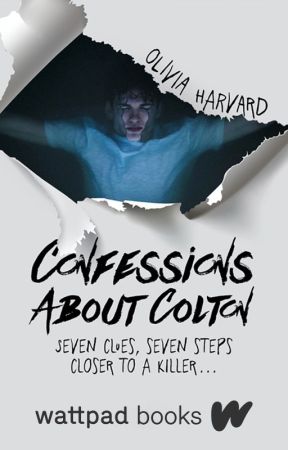 OLIVIA HARVARD
CONFESSIONS
ABOUT COLTON
SEVEN CLUES, SEVEN STEPS
CLOSER TO A KILLER...
wattpad books W